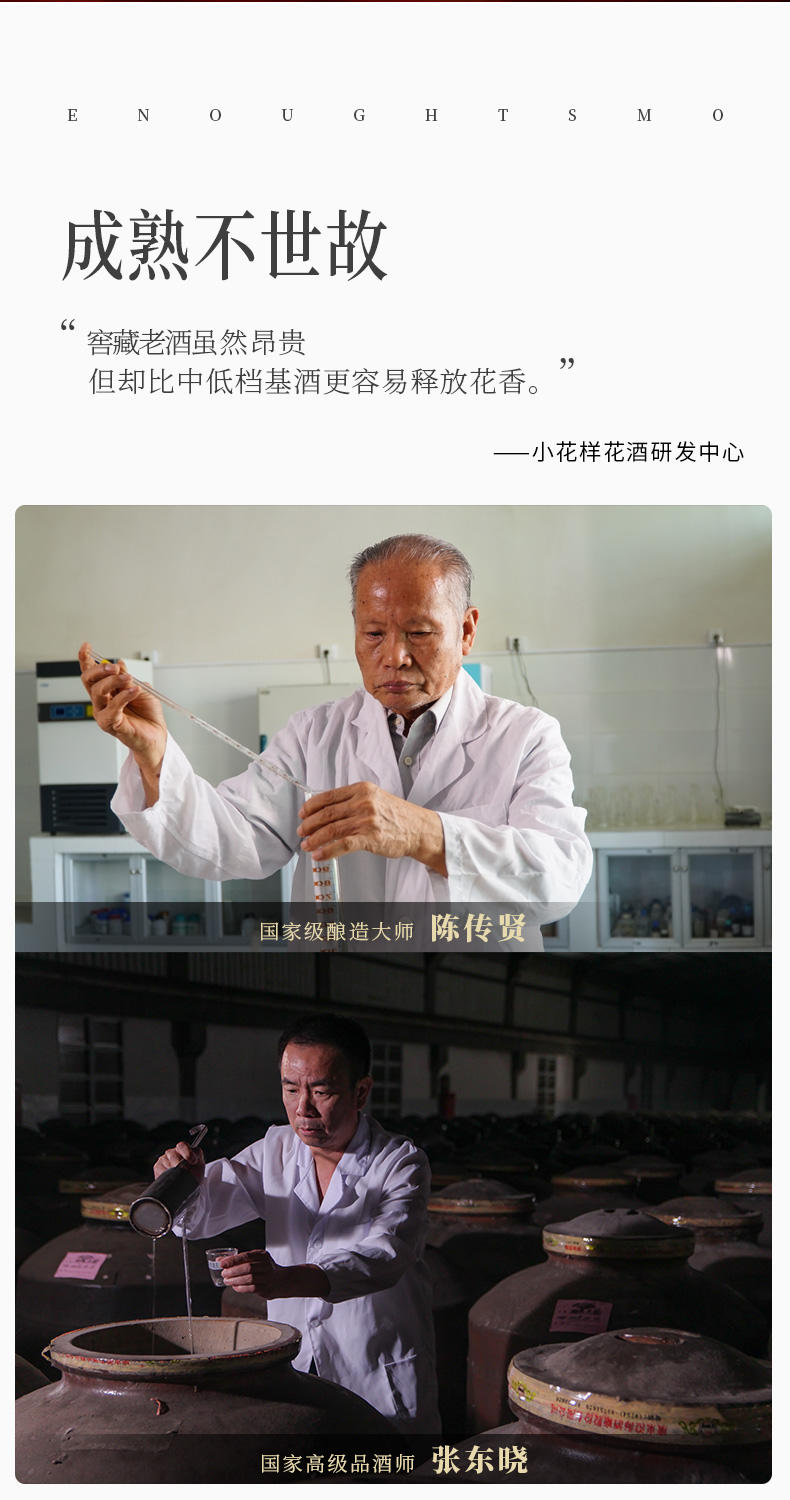 E N O U G H T S M O
成熟不世故
“窖藏老酒虽然昂贵
但却比中低档基酒更容易释放花香。”
——小花样花酒研发中心
国家级酿造大师 陈传贤
国家高级品酒师 张东晓